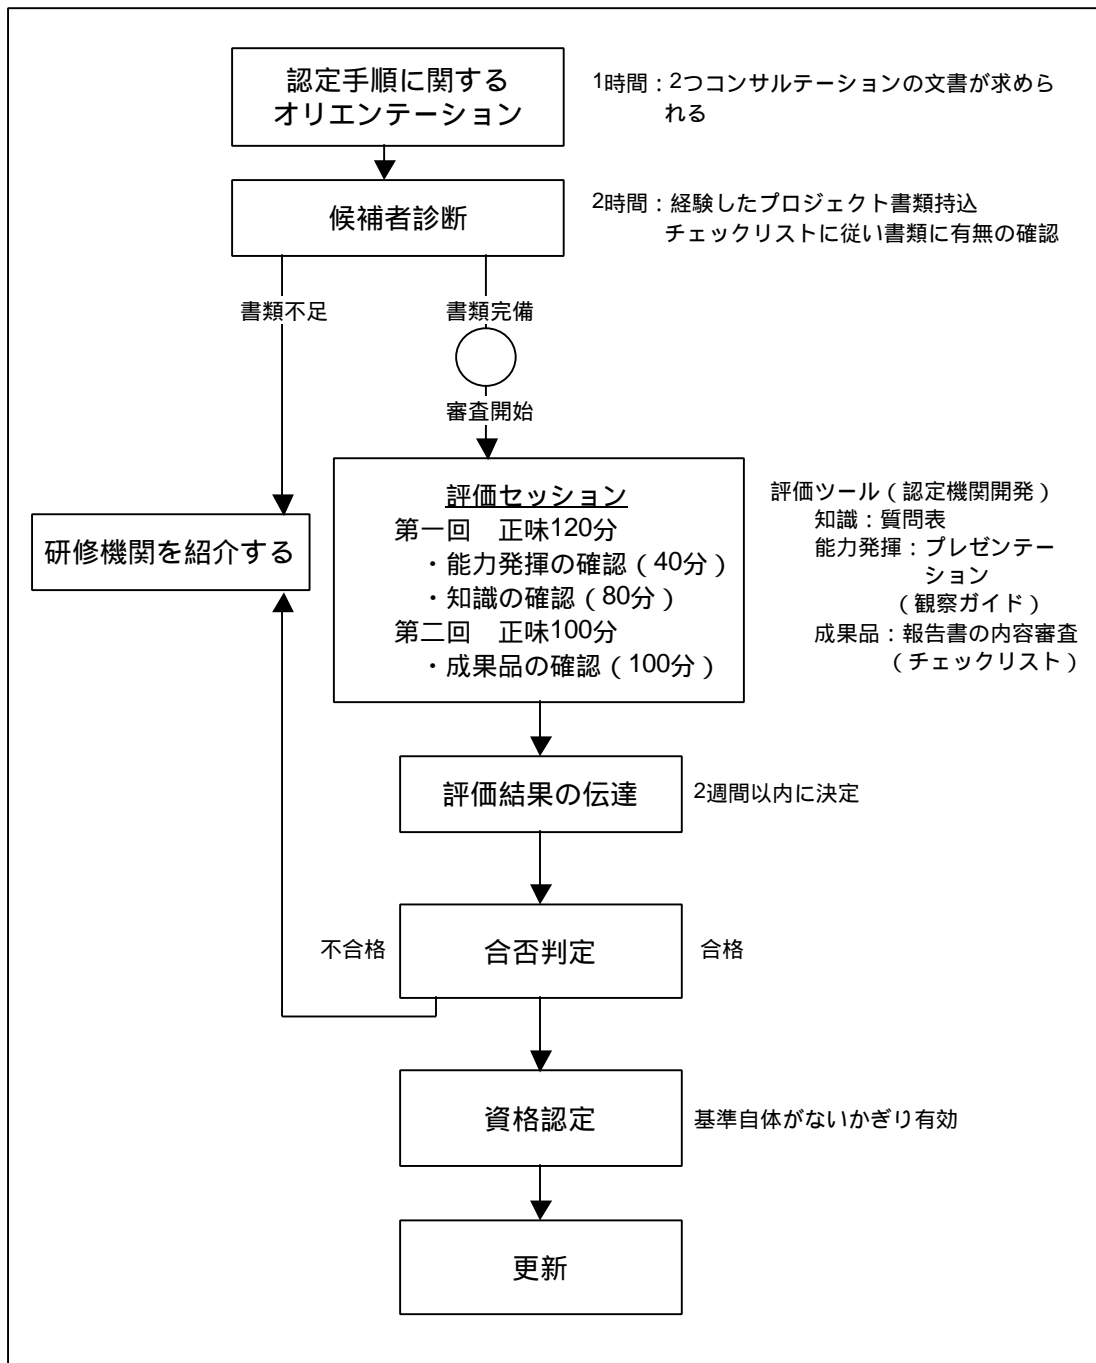 認定手順に関する
オリエンテーション
1時間：2つコンサルテーションの文書が求めら
れる
候補者診断
2時間：経験したプロジェクト書類持込
チェックリストに従い書類に有無の確認
書類不足
書類完備
審査開始
評価セッション
第一回　正味120分
・能力発揮の確認（40分）
・知識の確認（80分）
第二回　正味100分
・成果品の確認（100分）
評価ツール（認定機関開発）
知識：質問表
能力発揮：プレゼンテー
ション
（観察ガイド）
成果品：報告書の内容審査
（チェックリスト）
研修機関を紹介する
評価結果の伝達
2週間以内に決定
不合格
合否判定
合格
資格認定
基準自体がないかぎり有効
更新